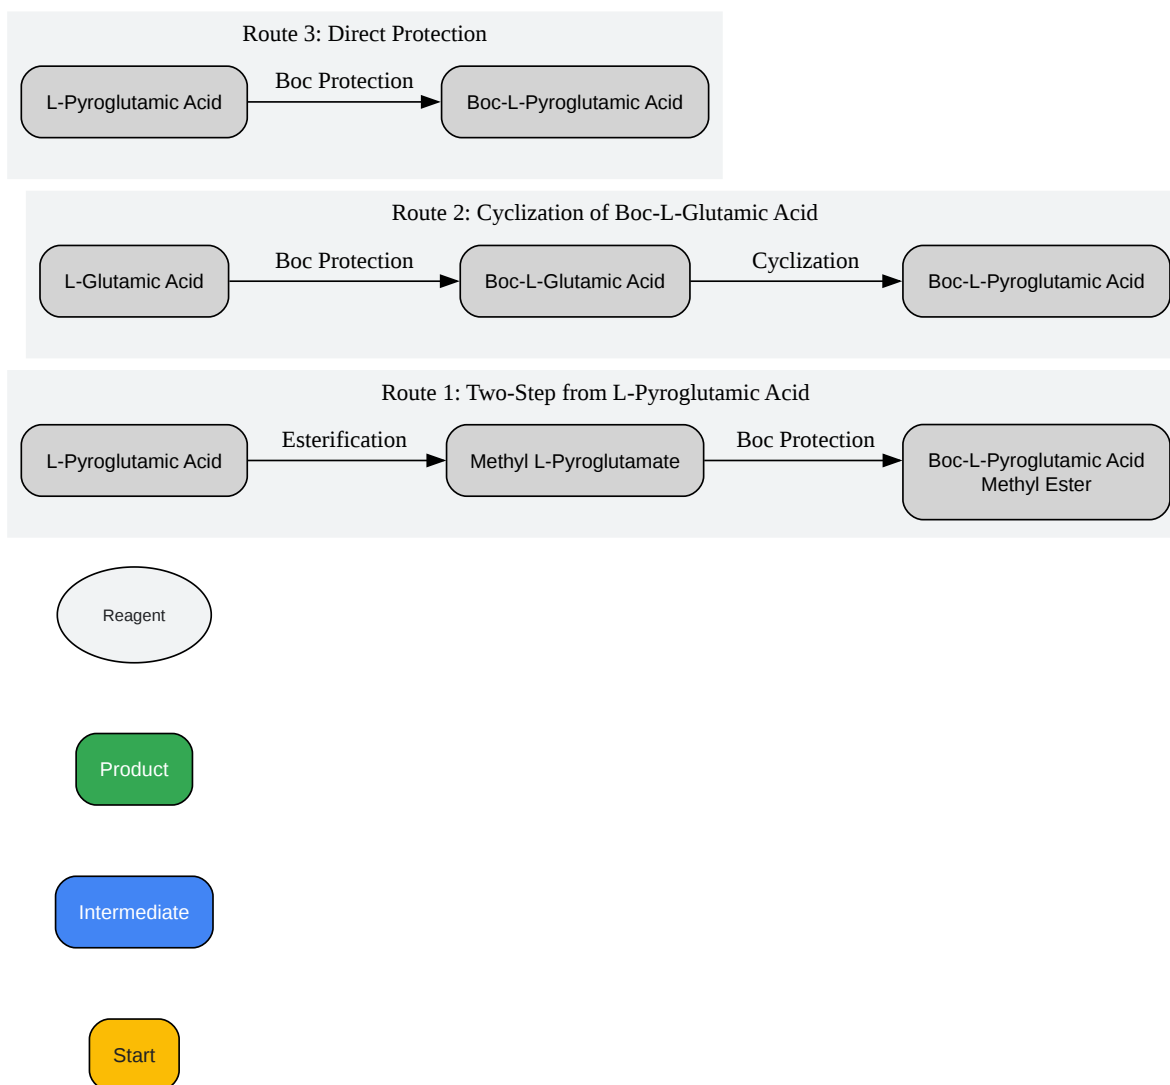 Route 3: Direct Protection
L-Pyroglutamic Acid
Boc Protection
Boc-L-Pyroglutamic Acid
Route 2: Cyclization of Boc-L-Glutamic Acid
L-Glutamic Acid
Boc Protection
Boc-L-Glutamic Acid
Cyclization
Boc-L-Pyroglutamic Acid
Route 1: Two-Step from L-Pyroglutamic Acid
L-Pyroglutamic Acid
Esterification
Methyl L-Pyroglutamate
Boc Protection
Boc-L-Pyroglutamic Acid
Methyl Ester
Reagent
Product
Intermediate
Start